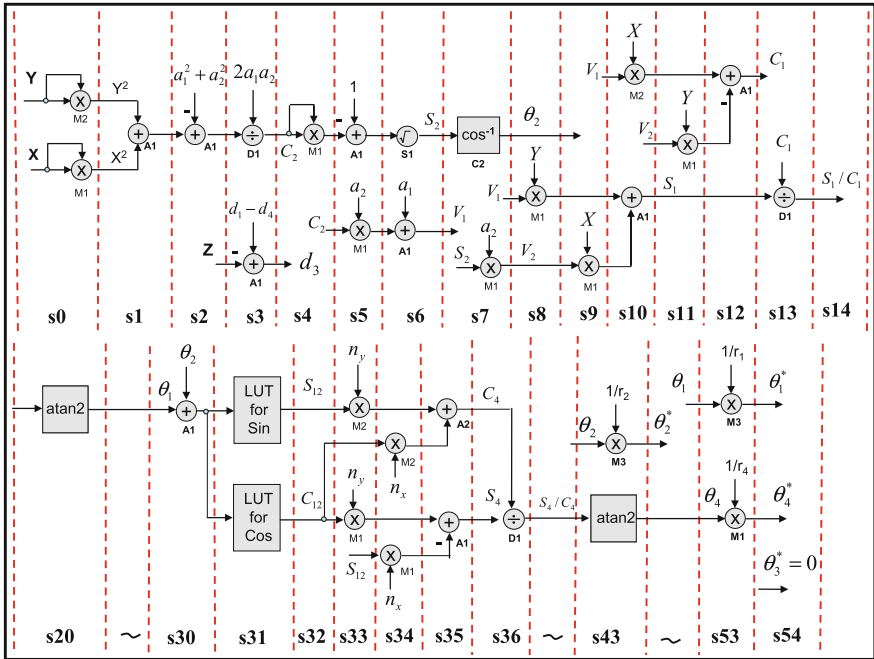 X
C₁
V₁
X
M2
+
A1
-
Y
V₂
X
M1
Y
X
M2
Y²
a₁² + a₂²
2a₁a₂
1
-
+
A1
-
+
A1
÷
D1
C₂
X
M1
-
+
A1
√
S1
S₂
cos⁻¹
C2
θ₂
X
X
M1
X²
Y
V₁
X
M1
+
A1
S₁
C₁
÷
D1
S₁ / C₁
d₁ – d₄
Z
-
+
A1
d₃
a₂
a₁
C₂
X
M1
+
A1
V₁
a₂
S₂
X
M1
V₂
X
X
M1
s0 s1 s2 s3 s4 s5 s6 s7 s8 s9 s10 s11 s12 s13 s14
atan2
θ₁
θ₂
+
A1
LUT
for
Sin
S₁₂
n_y
X
M2
+
A2
C₄
X
M2
n_x
1/r₂
θ₂
X
M3
θ₂*
1/r₁
θ₁
X
M3
θ₁*
LUT
for
Cos
C₁₂
n_y
X
M1
-
+
A1
S₄
÷
D1
S₄ / C₄
atan2
1/r₄
θ₄
X
M1
θ₄*
S₁₂
X
M1
n_x
θ₃* = 0
s20 ~ s30 s31 s32 s33 s34 s35 s36 ~ s43 ~ s53 s54